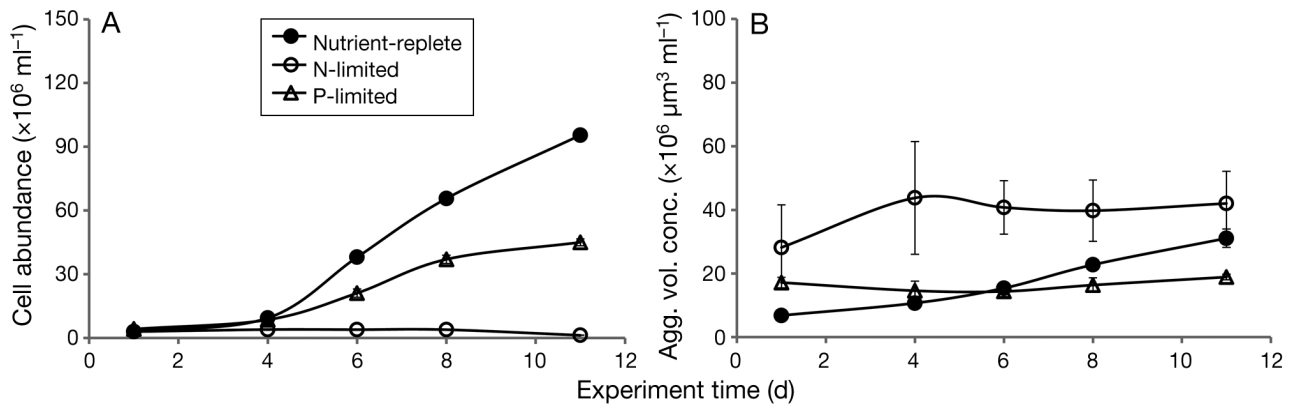 A
Cell abundance (×10⁶ ml⁻¹)
150
120
90
60
30
0
0 2 4 6 8 10 12
Nutrient-replete
N-limited
P-limited
B
Agg. vol. conc. (×10⁶ µm³ ml⁻¹)
100
80
60
40
20
0
0 2 4 6 8 10 12
Experiment time (d)